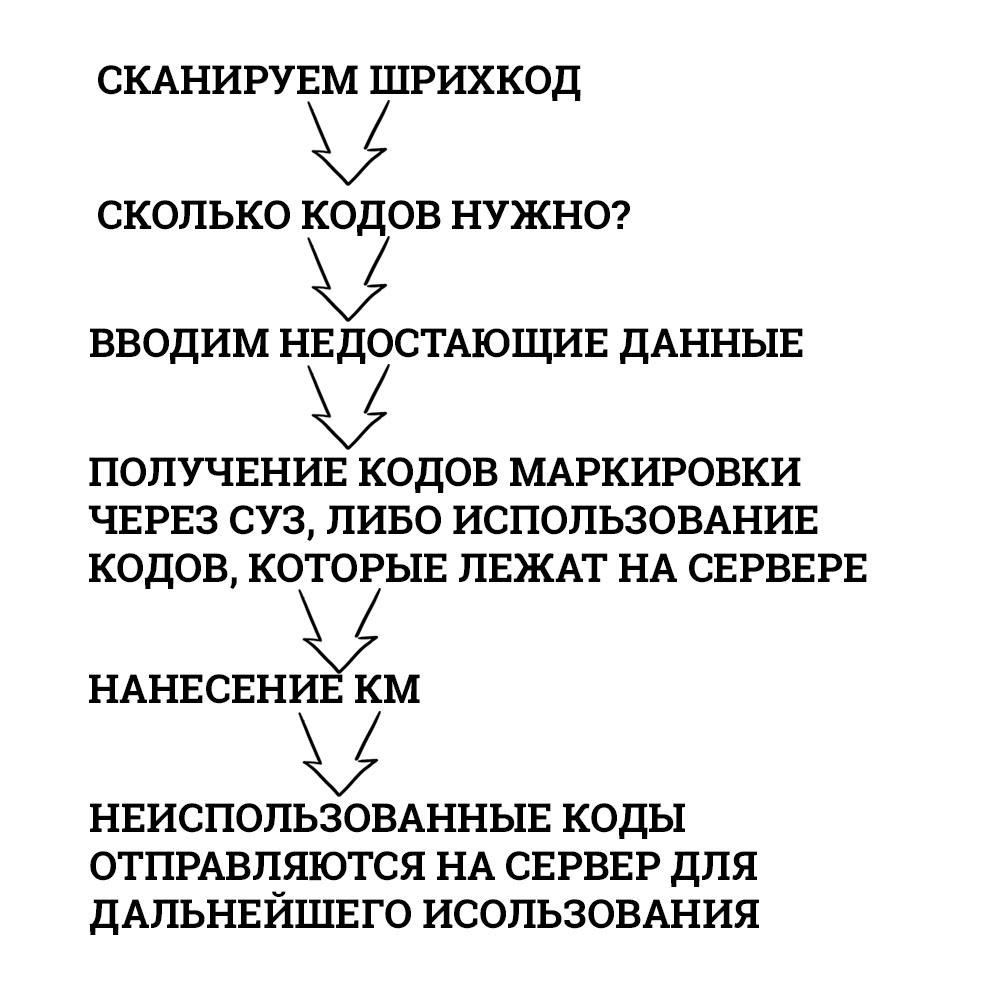 СКАНИРУЕМ ШРИХКОД
СКОЛЬКО КОДОВ НУЖНО?
ВВОДИМ НЕДОСТАЮЩИЕ ДАННЫЕ
ПОЛУЧЕНИЕ КОДОВ МАРКИРОВКИ
ЧЕРЕЗ СУЗ, ЛИБО ИСПОЛЬЗОВАНИЕ
КОДОВ, КОТОРЫЕ ЛЕЖАТ НА СЕРВЕРЕ
НАНЕСЕНИЕ КМ
НЕИСПОЛЬЗОВАННЫЕ КОДЫ
ОТПРАВЛЯЮТСЯ НА СЕРВЕР ДЛЯ
ДАЛЬНЕЙШЕГО ИСОЛЬЗОВАНИЯ